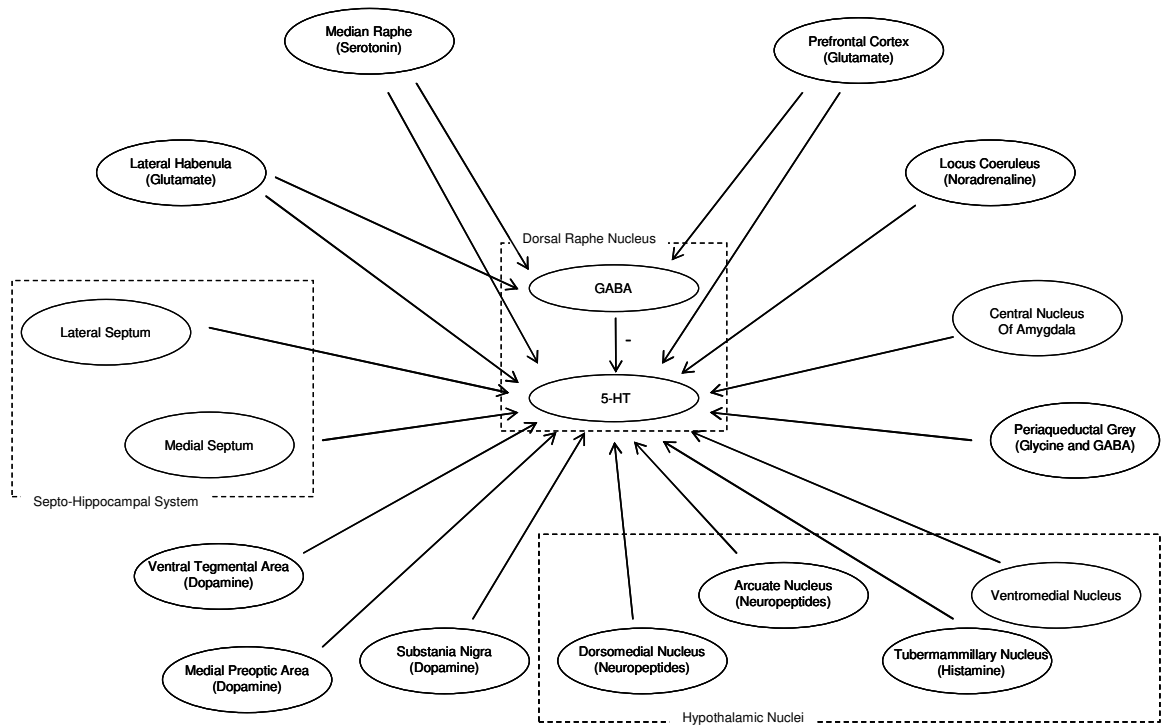 Median Raphe
(Serotonin)
Prefrontal Cortex
(Glutamate)
Lateral Habenula
(Glutamate)
Locus Coeruleus
(Noradrenaline)
Dorsal Raphe Nucleus
GABA
-
5-HT
Lateral Septum
Medial Septum
Septo-Hippocampal System
Central Nucleus
Of Amygdala
Periaqueductal Grey
(Glycine and GABA)
Ventral Tegmental Area
(Dopamine)
Medial Preoptic Area
(Dopamine)
Substania Nigra
(Dopamine)
Dorsomedial Nucleus
(Neuropeptides)
Arcuate Nucleus
(Neuropeptides)
Ventromedial Nucleus
Tubermammillary Nucleus
(Histamine)
Hypothalamic Nuclei